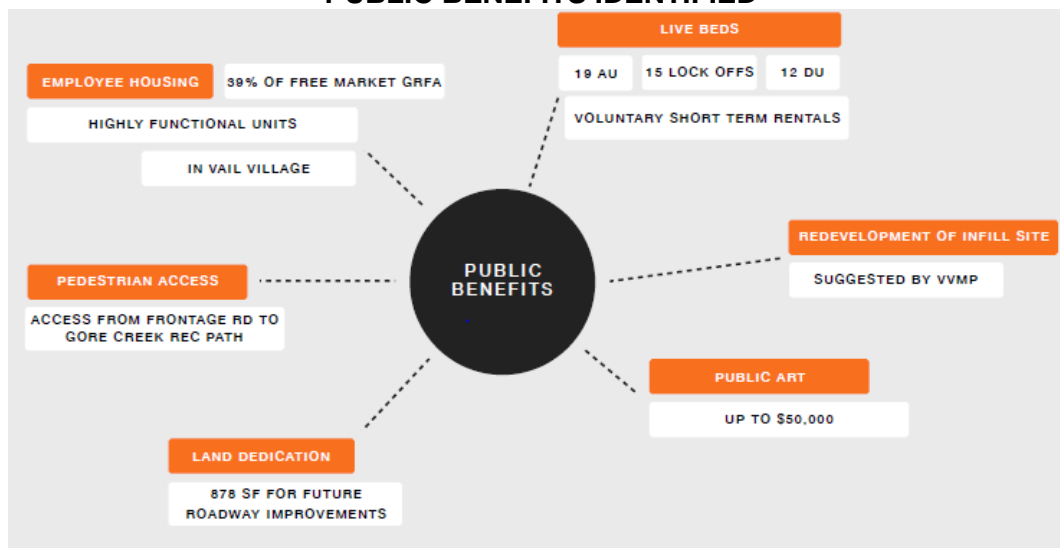 PUBLIC BENEFITS IDENTIFIED
LIVE BEDS
19 AU 15 LOCK OFFS 12 DU
VOLUNTARY SHORT TERM RENTALS
EMPLOYEE HOUSING 39% OF FREE MARKET GRFA
HIGHLY FUNCTIONAL UNITS
IN VAIL VILLAGE
REDEVELOPMENT OF INFILL SITE
SUGGESTED BY VVMP
PUBLIC
BENEFITS
PEDESTRIAN ACCESS
ACCESS FROM FRONTAGE RD TO
GORE CREEK REC PATH
PUBLIC ART
UP TO $50,000
LAND DEDICATION
878 SF FOR FUTURE
ROADWAY IMPROVEMENTS